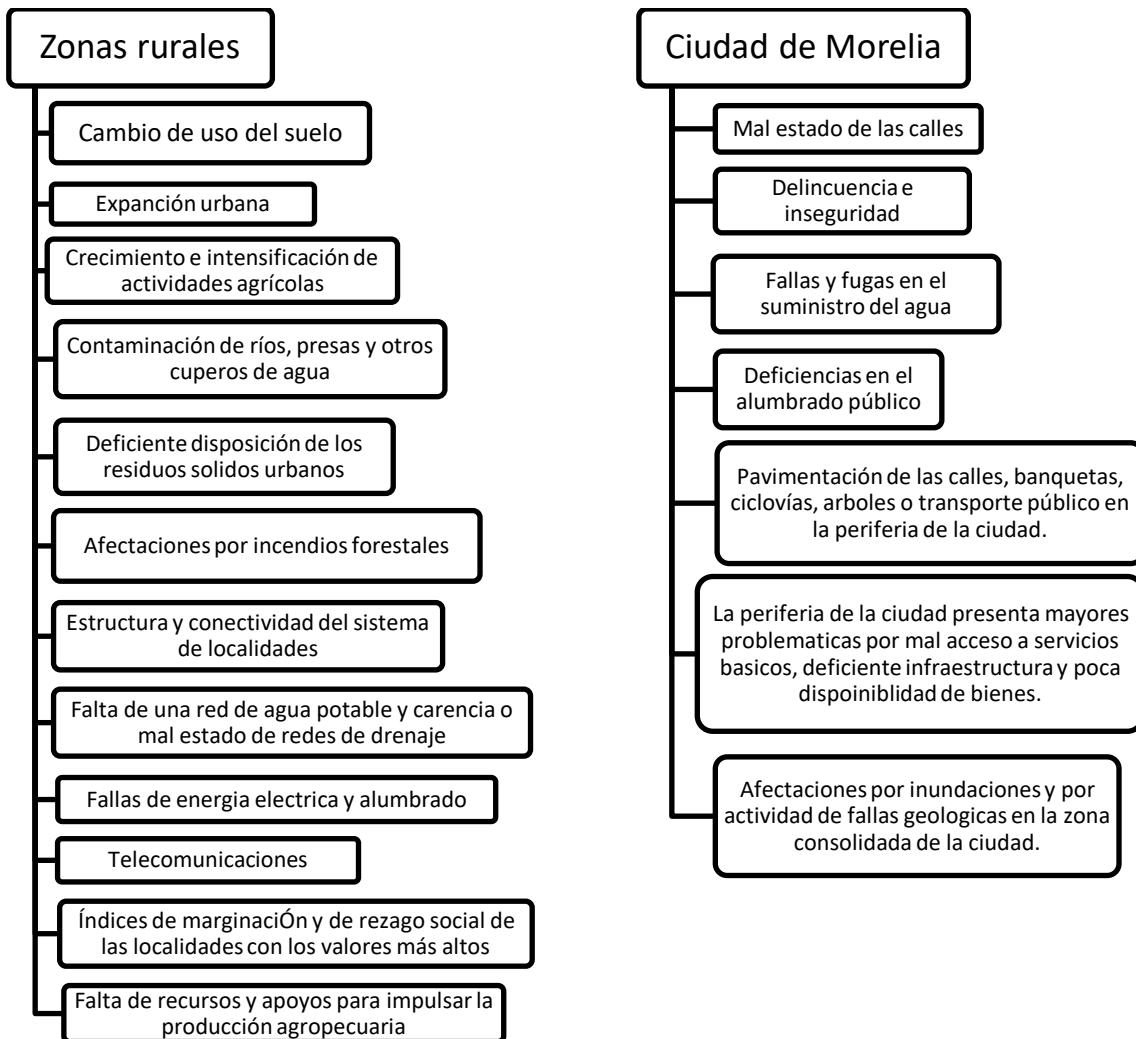 Zonas rurales
Cambio de uso del suelo
Expanción urbana
Crecimiento e intensificación de
actividades agrícolas
Contaminación de ríos, presas y otros
cuperos de agua
Deficiente disposición de los
residuos solidos urbanos
Afectaciones por incendios forestales
Estructura y conectividad del sistema
de localidades
Falta de una red de agua potable y carencia o
mal estado de redes de drenaje
Fallas de energia electrica y alumbrado
Telecomunicaciones
Índices de marginaciÓn y de rezago social de
las localidades con los valores más altos
Falta de recursos y apoyos para impulsar la
producción agropecuaria
Ciudad de Morelia
Mal estado de las calles
Delincuencia e
inseguridad
Fallas y fugas en el
suministro del agua
Deficiencias en el
alumbrado público
Pavimentación de las calles, banquetas,
ciclovías, arboles o transporte público en
la periferia de la ciudad.
La periferia de la ciudad presenta mayores
problematicas por mal acceso a servicios
basicos, deficiente infraestructura y poca
dispoiniblidad de bienes.
Afectaciones por inundaciones y por
actividad de fallas geologicas en la zona
consolidada de la ciudad.